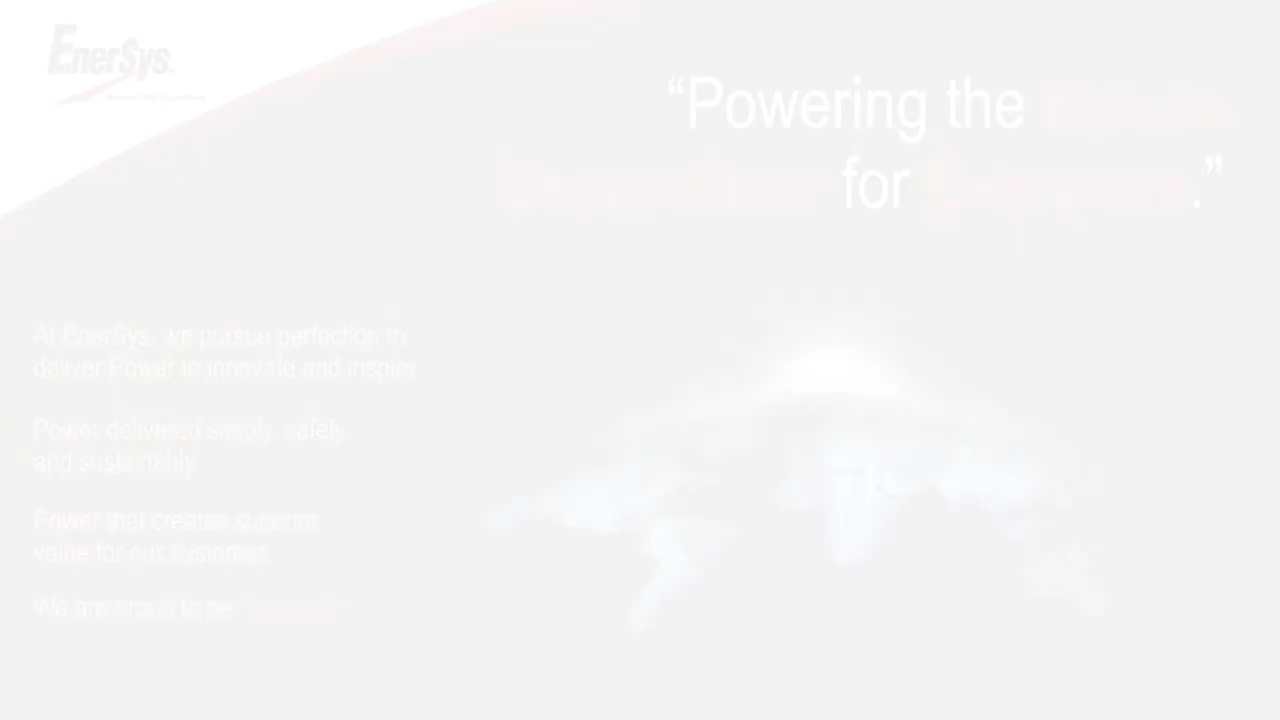 EnerSys.
“Powering the
for .”
At EnerSys, we pursue perfection to
deliver Power to innovate and inspire
Power delivered simply, safely
and sustainably
Power that creates superior
value for our customers
We are proud to be